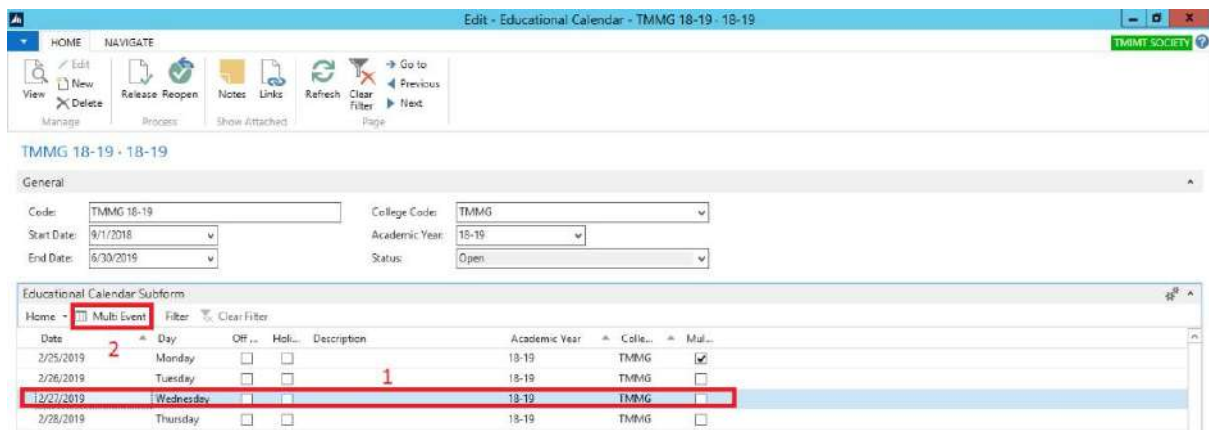 Edit - Educational Calendar - TMMG 18-19 · 18-19
HOME NAVIGATE TMIMT SOCIETY ?
View Edit New Delete Release Reopen Notes Links Refresh Clear Filter Go to Previous Next
Manage Process Show Attached Page
TMMG 18-19 · 18-19
General
Code: TMMG 18-19 College Code: TMMG
Start Date: 9/1/2018 Academic Year: 18-19
End Date: 6/30/2019 Status: Open
Educational Calendar Subform
Home Multi Event Filter Clear Filter
Date 2 Day Off ... Holi... Description Academic Year Colle... Mul...
2/25/2019 Monday 18-19 TMMG
2/26/2019 Tuesday 1 18-19 TMMG
2/27/2019 Wednesday 18-19 TMMG
2/28/2019 Thursday 18-19 TMMG